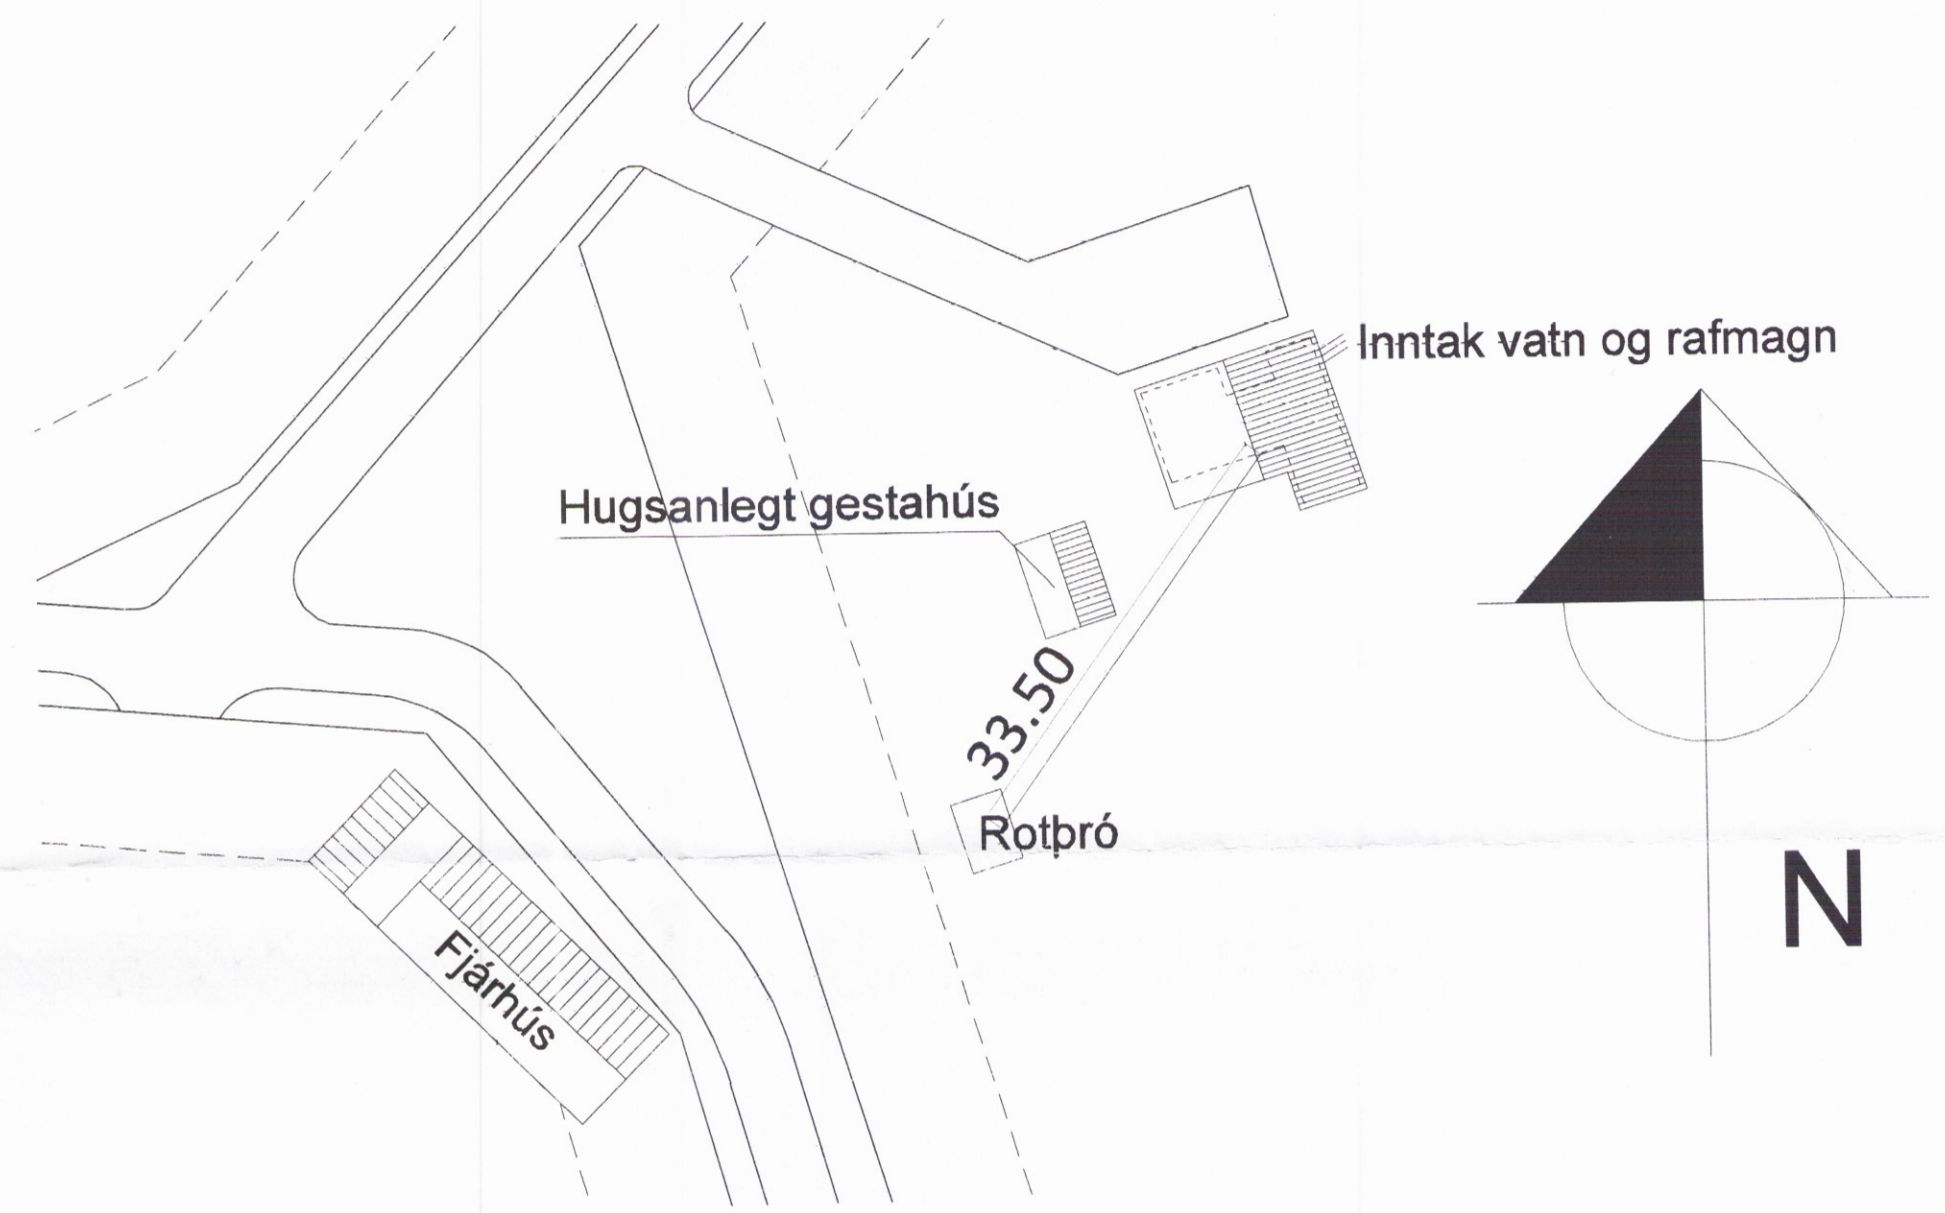 Inntak vatn og rafmagn
Hugsanlegt gestahús
33.50
Rotþró
Fjárhús
N